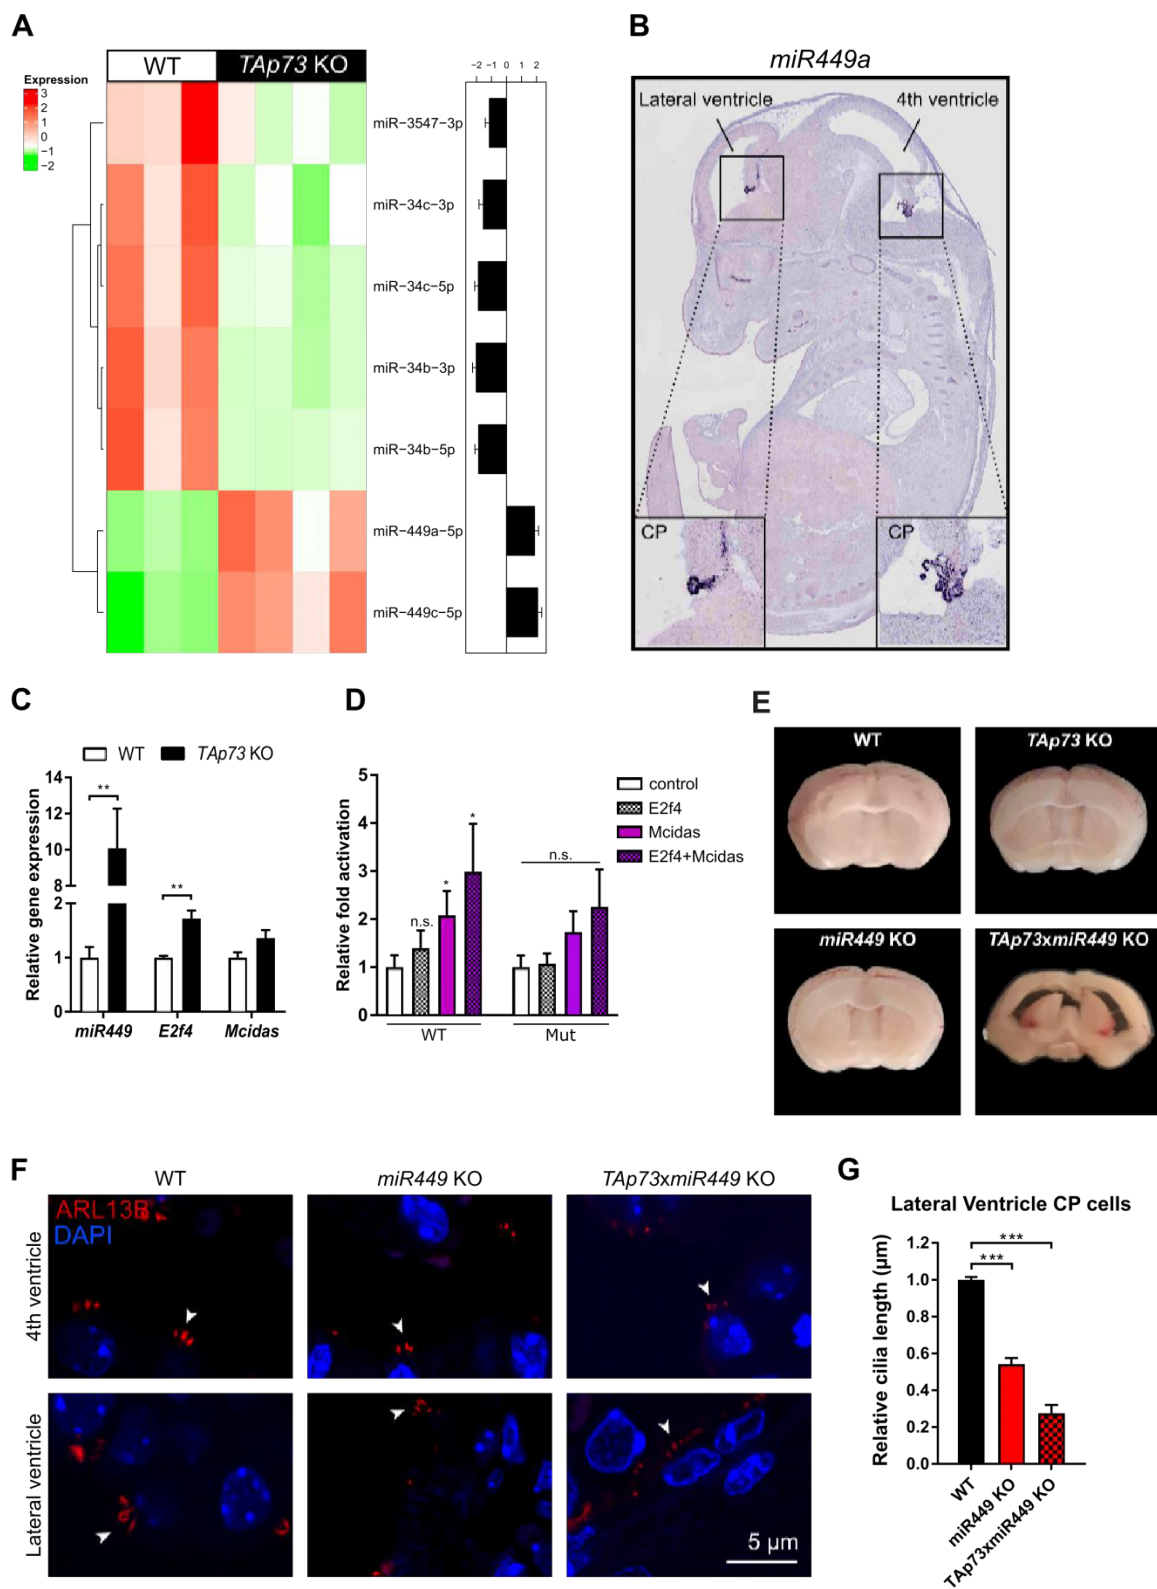 A
WT
TAp73 KO
Expression
3
2
1
0
−1
−2
−2 −1 0 1 2
miR−3547−3p
miR−34c−3p
miR−34c−5p
miR−34b−3p
miR−34b−5p
miR−449a−5p
miR−449c−5p
B
miR449a
Lateral ventricle
4th ventricle
CP
CP
C
WT
TAp73 KO
Relative gene expression
14
12
10
8
2
1
0
**
**
miR449
E2f4
Mcidas
D
Relative fold activation
5
4
3
2
1
0
n.s.
*
*
n.s.
WT
Mut
control
E2f4
Mcidas
E2f4+Mcidas
E
WT
TAp73 KO
miR449 KO
TAp73xmiR449 KO
F
WT
miR449 KO
TAp73xmiR449 KO
4th ventricle
ARL13B
DAPI
Lateral ventricle
5 µm
G
Lateral Ventricle CP cells
Relative cilia length (µm)
1.2
1.0
0.8
0.6
0.4
0.2
0.0
***
***
WT
miR449 KO
TAp73xmiR449 KO